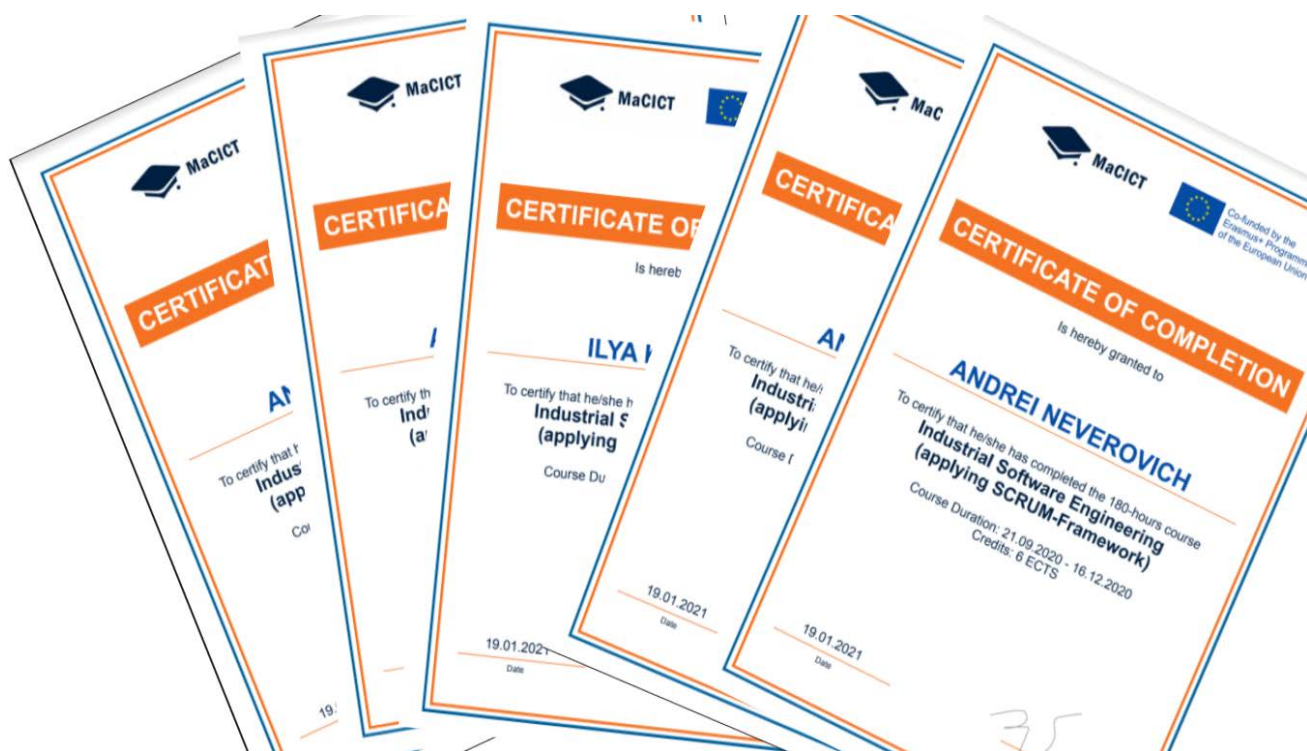 MaCICT
CERTIFICAT
AN
To certify that
Indus
(app
19.
MaCICT
CERTIFICA
To certify th
Ind
MaCICT
CERTIFICATE OF
Is hereb
ILYA
To certify that he/she h
Industrial S
(applying
Course Du
19.01.2021
Date
MaC
CERTIFICA
AN
To certify that he/s
Industri
(applyi
Course
19.01.2021
Date
MaCICT
Co-funded by the
Erasmus+ Programme
of the European Union
CERTIFICATE OF COMPLETION
Is hereby granted to
ANDREI NEVEROVICH
To certify that he/she has completed the 180-hours course
Industrial Software Engineering
(applying SCRUM-Framework)
Course Duration: 21.09.2020 - 16.12.2020
Credits: 6 ECTS
19.01.2021
Date